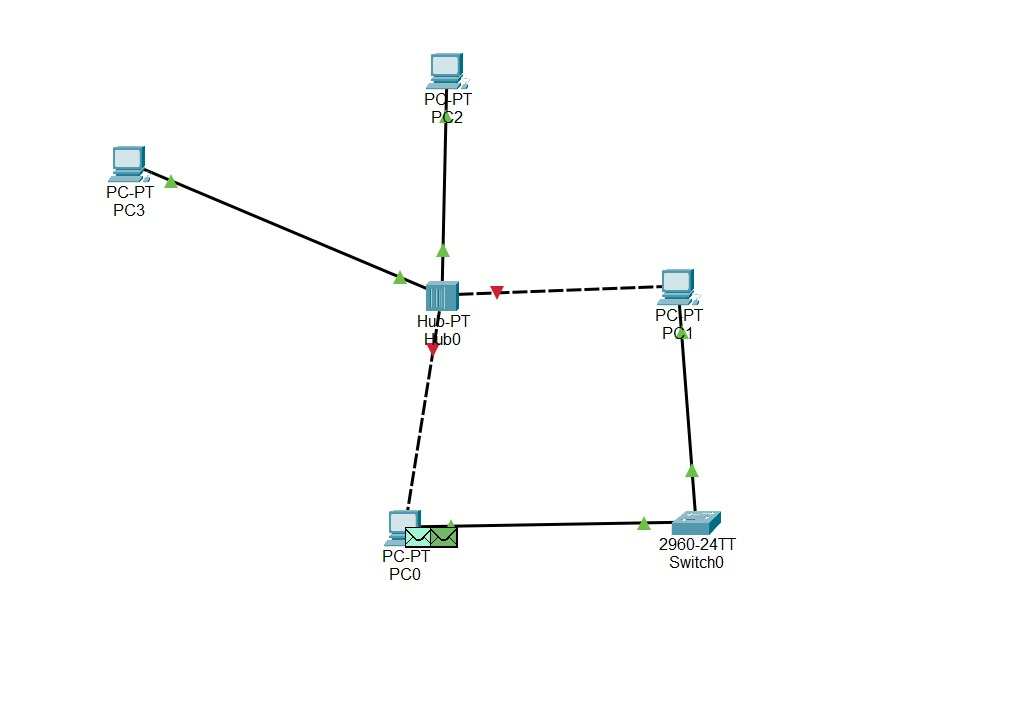 PC-PT
PC2
PC-PT
PC3
Hub-PT
Hub0
PC-PT
PC1
PC-PT
PC0
2960-24TT
Switch0